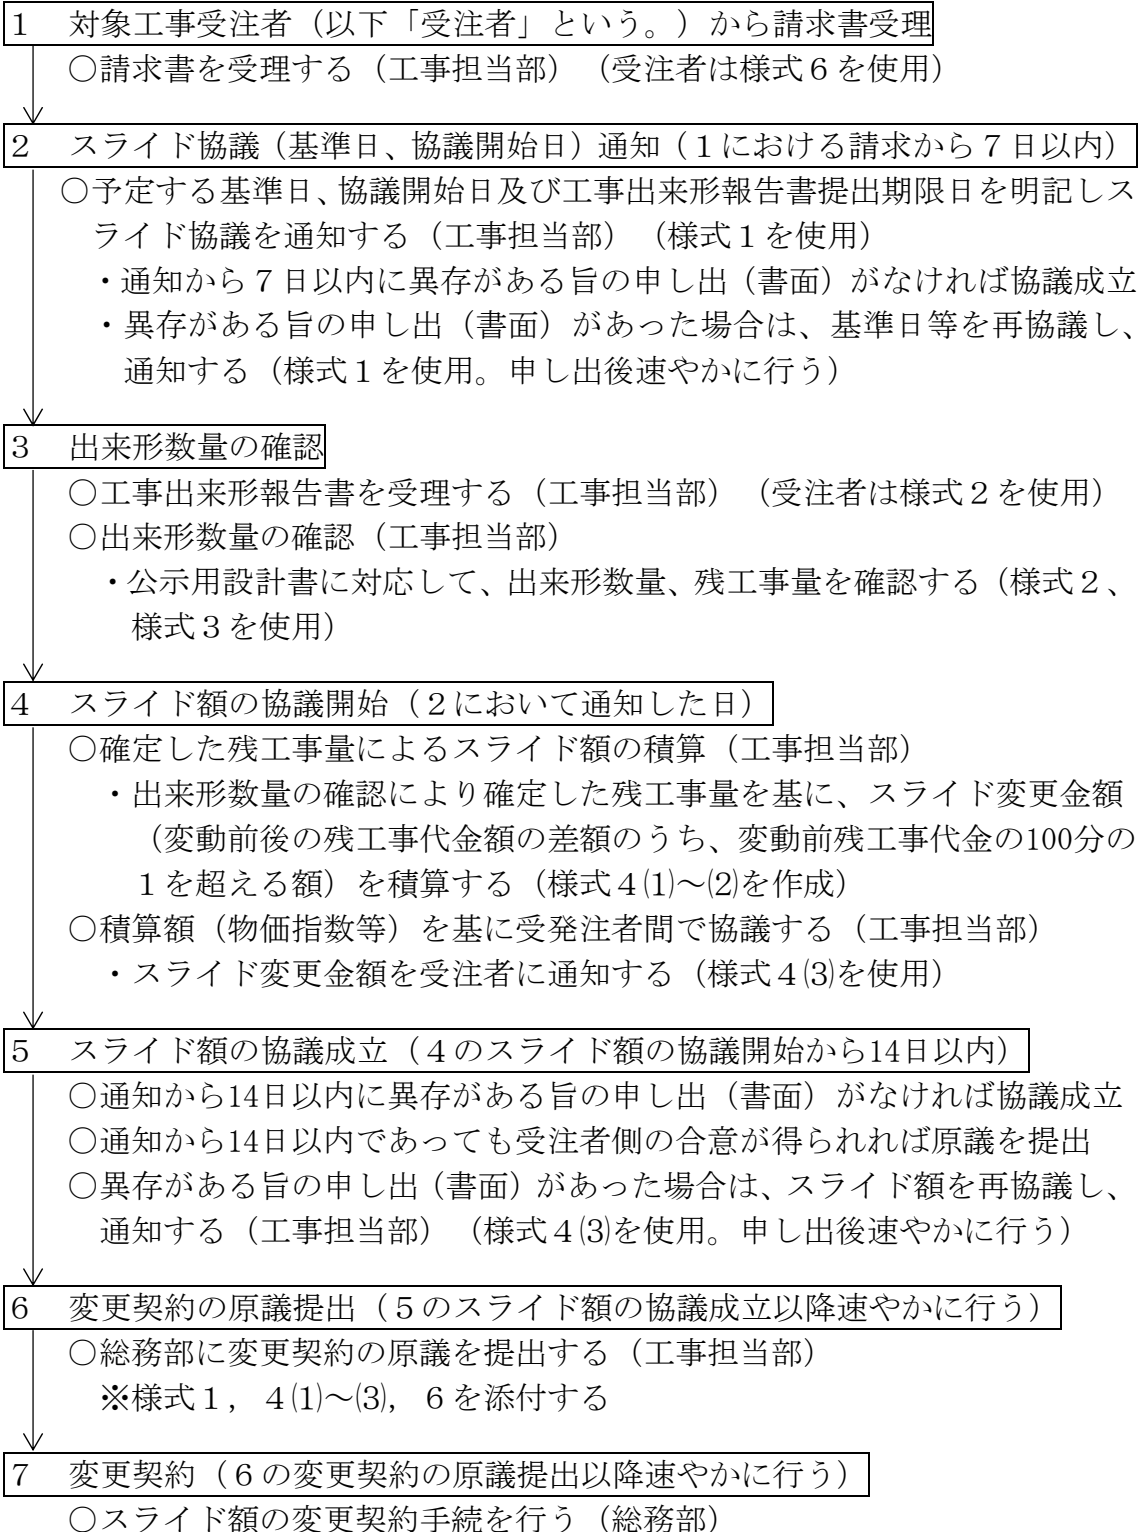 １　対象工事受注者（以下「受注者」という。）から請求書受理
○請求書を受理する（工事担当部）（受注者は様式６を使用）
２　スライド協議（基準日、協議開始日）通知（１における請求から７日以内）
○予定する基準日、協議開始日及び工事出来形報告書提出期限日を明記しス
ライド協議を通知する（工事担当部）（様式１を使用）
・通知から７日以内に異存がある旨の申し出（書面）がなければ協議成立
・異存がある旨の申し出（書面）があった場合は、基準日等を再協議し、
通知する（様式１を使用。申し出後速やかに行う）
３　出来形数量の確認
○工事出来形報告書を受理する（工事担当部）（受注者は様式２を使用）
○出来形数量の確認（工事担当部）
・公示用設計書に対応して、出来形数量、残工事量を確認する（様式２、
様式３を使用）
４　スライド額の協議開始（２において通知した日）
○確定した残工事量によるスライド額の積算（工事担当部）
・出来形数量の確認により確定した残工事量を基に、スライド変更金額
（変動前後の残工事代金額の差額のうち、変動前残工事代金の100分の
１を超える額）を積算する（様式４⑴～⑵を作成）
○積算額（物価指数等）を基に受発注者間で協議する（工事担当部）
・スライド変更金額を受注者に通知する（様式４⑶を使用）
５　スライド額の協議成立（４のスライド額の協議開始から14日以内）
○通知から14日以内に異存がある旨の申し出（書面）がなければ協議成立
○通知から14日以内であっても受注者側の合意が得られれば原議を提出
○異存がある旨の申し出（書面）があった場合は、スライド額を再協議し、
通知する（工事担当部）（様式４⑶を使用。申し出後速やかに行う）
６　変更契約の原議提出（５のスライド額の協議成立以降速やかに行う）
○総務部に変更契約の原議を提出する（工事担当部）
※様式１，４⑴～⑶，６を添付する
７　変更契約（６の変更契約の原議提出以降速やかに行う）
○スライド額の変更契約手続を行う（総務部）